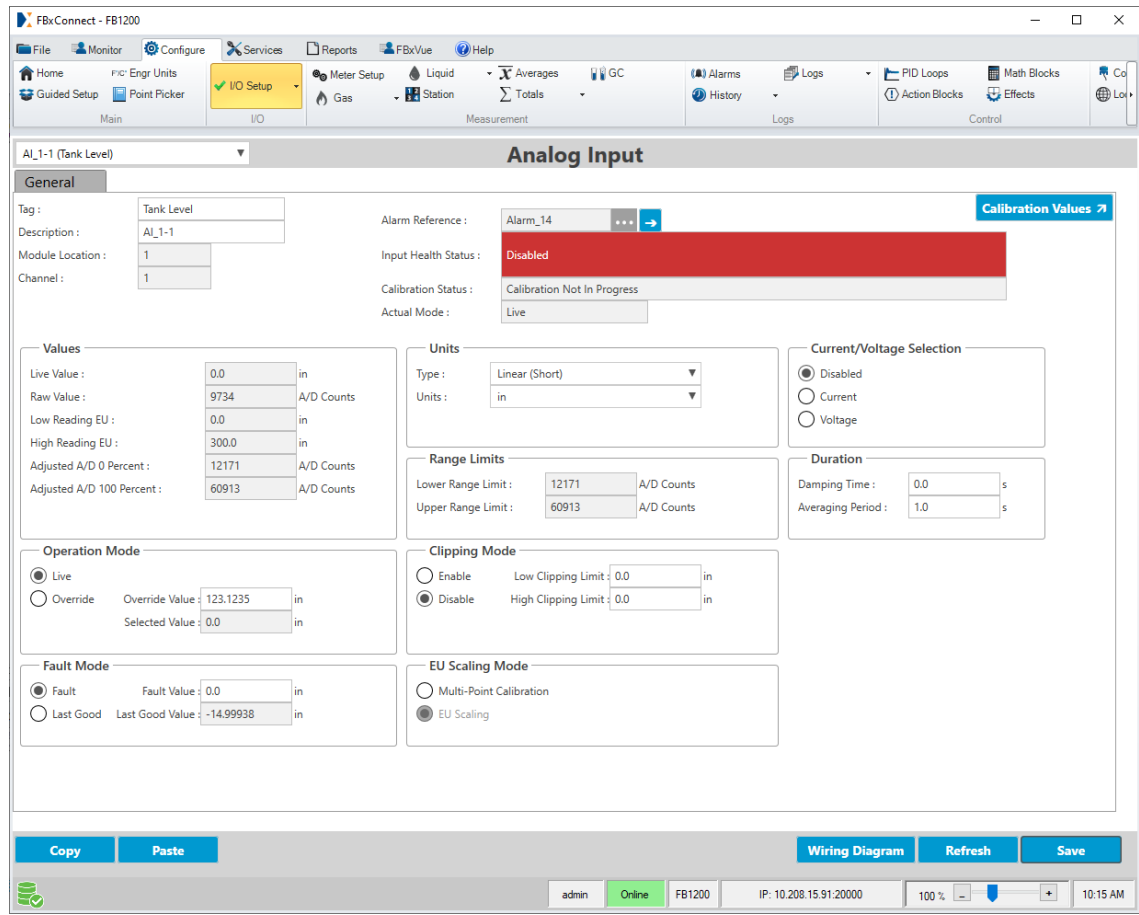 FBxConnect - FB1200
File Monitor Configure Services Reports FBxVue Help
Home Engr Units I/O Setup Meter Setup Liquid Averages GC Alarms Logs PID Loops Math Blocks Co
Guided Setup Point Picker Gas Station Totals History Action Blocks Effects
Main I/O Measurement Logs Control
AI_1-1 (Tank Level) Analog Input
General
Tag : Tank Level
Description : AI_1-1
Module Location : 1
Channel : 1
Alarm Reference : Alarm_14
Calibration Values
Input Health Status : Disabled
Calibration Status : Calibration Not In Progress
Actual Mode : Live
Values
Live Value : 0.0 in
Raw Value : 9734 A/D Counts
Low Reading EU : 0.0 in
High Reading EU : 300.0 in
Adjusted A/D 0 Percent : 12171 A/D Counts
Adjusted A/D 100 Percent : 60913 A/D Counts
Units
Type : Linear (Short)
Units : in
Current/Voltage Selection
Disabled
Current
Voltage
Range Limits
Lower Range Limit : 12171 A/D Counts
Upper Range Limit : 60913 A/D Counts
Duration
Damping Time : 0.0 s
Averaging Period : 1.0 s
Operation Mode
Live
Override Override Value : 123.1235 in
Selected Value : 0.0 in
Clipping Mode
Enable Low Clipping Limit : 0.0 in
Disable High Clipping Limit : 0.0 in
Fault Mode
Fault Fault Value : 0.0 in
Last Good Last Good Value : -14.99938 in
EU Scaling Mode
Multi-Point Calibration
EU Scaling
Copy Paste Wiring Diagram Refresh Save
admin Online FB1200 IP: 10.208.15.91:20000 100 % 10:15 AM